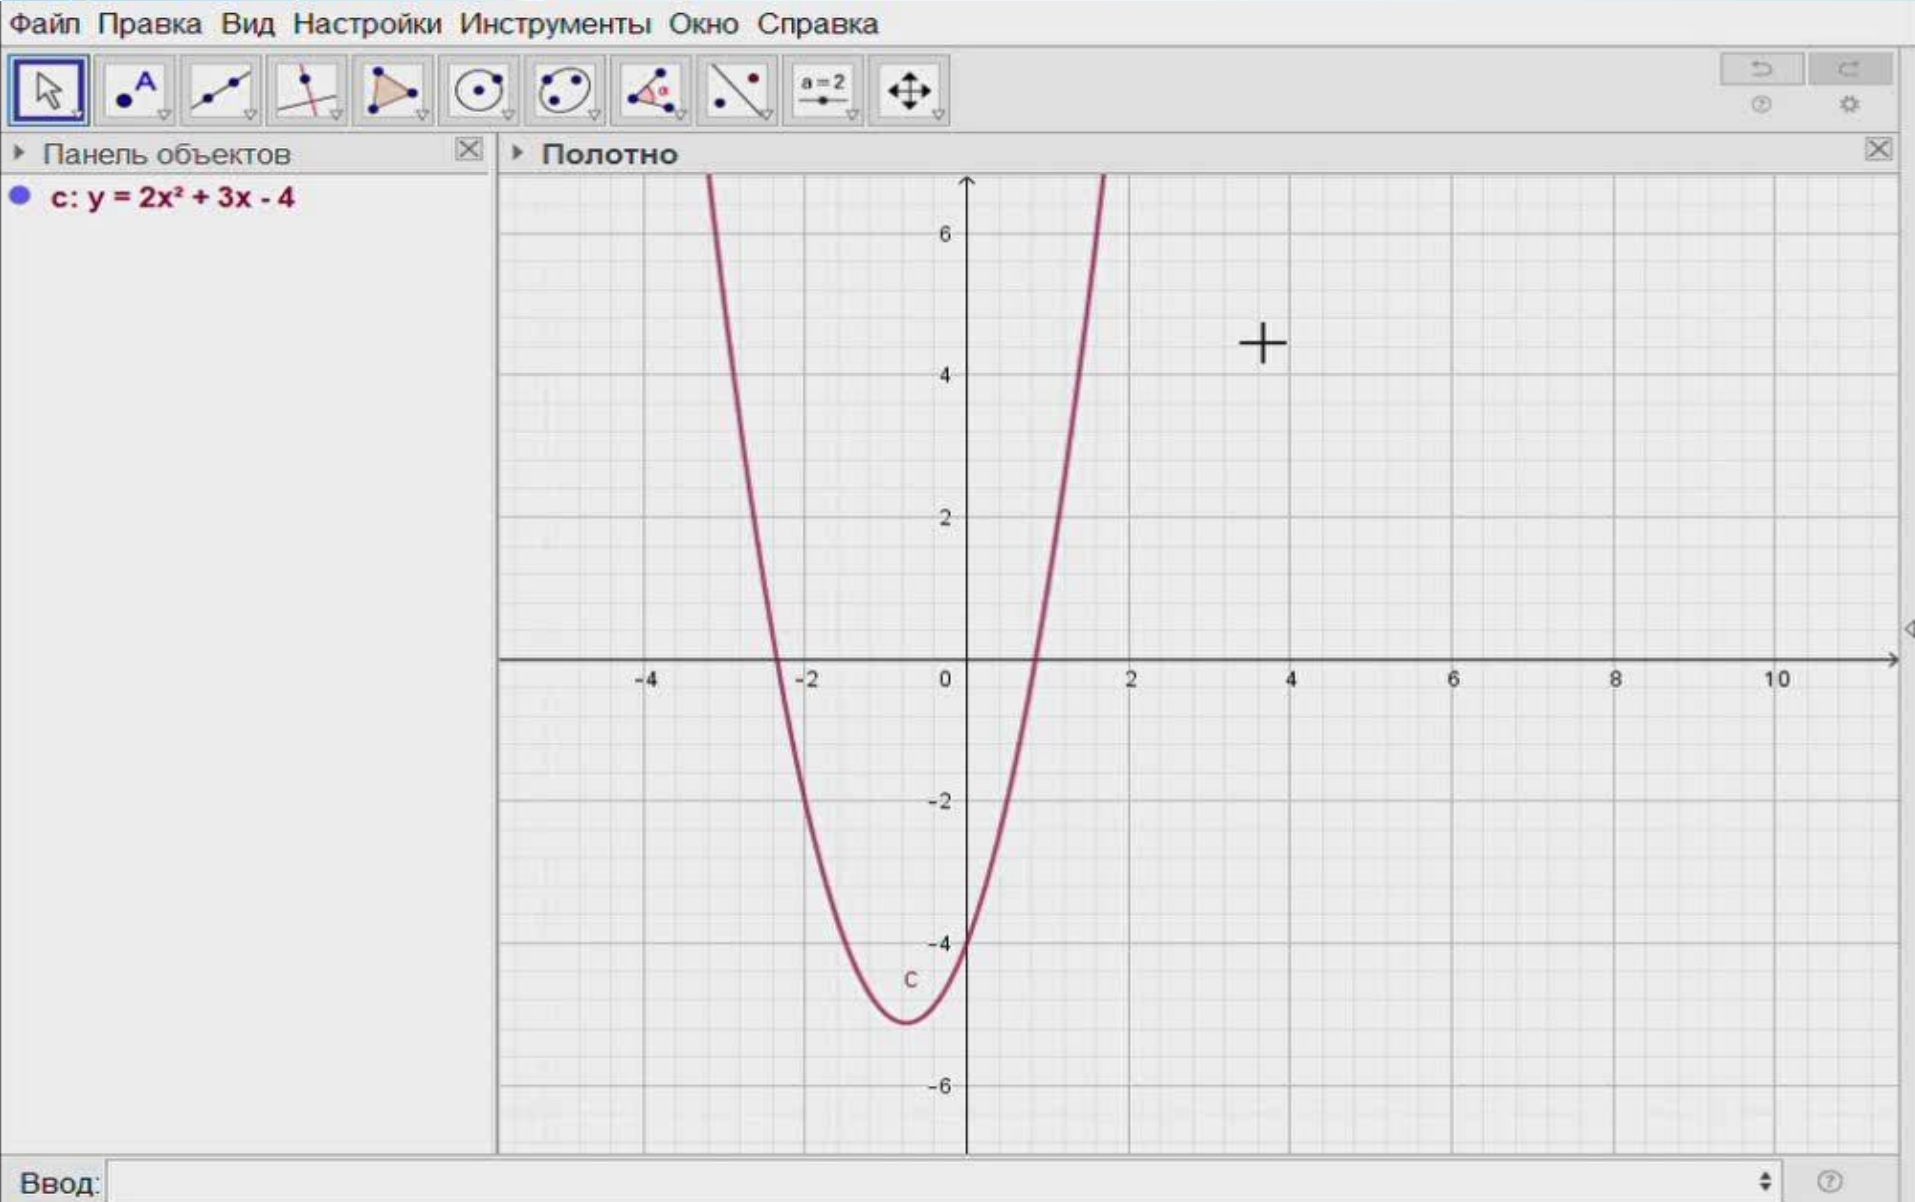 Файл Правка Вид Настройки Инструменты Окно Справка
A
α
a=2
Панель объектов
Полотно
c: y = 2x² + 3x - 4
6
4
2
-4 -2 0 2 4 6 8 10
-2
-4
c
-6
Ввод: